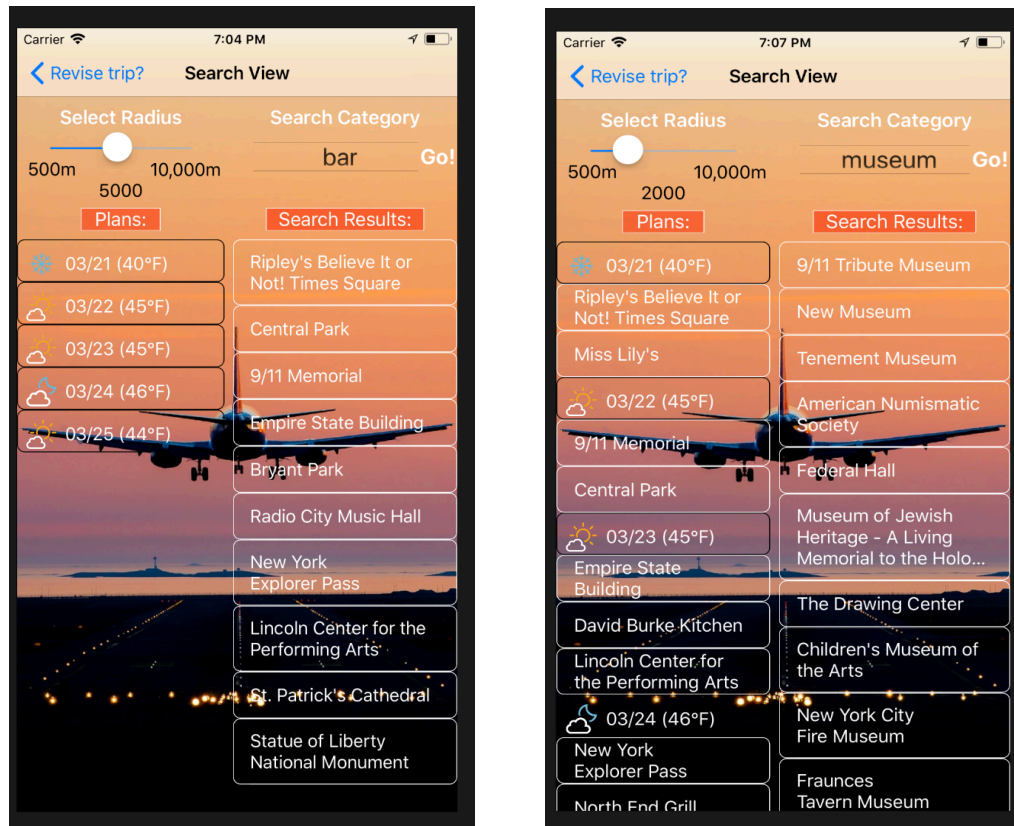 Carrier
7:04 PM
Revise trip?
Search View
Select Radius
Search Category
bar
Go!
500m
10,000m
5000
Plans:
Search Results:
03/21 (40°F)
03/22 (45°F)
03/23 (45°F)
03/24 (46°F)
03/25 (44°F)
Ripley's Believe It or
Not! Times Square
Central Park
9/11 Memorial
Empire State Building
Bryant Park
Radio City Music Hall
New York
Explorer Pass
Lincoln Center for the
Performing Arts
St. Patrick's Cathedral
Statue of Liberty
National Monument
Carrier
7:07 PM
Revise trip?
Search View
Select Radius
Search Category
museum
Go!
500m
10,000m
2000
Plans:
Search Results:
03/21 (40°F)
Ripley's Believe It or
Not! Times Square
Miss Lily's
03/22 (45°F)
9/11 Memorial
Central Park
03/23 (45°F)
Empire State
Building
David Burke Kitchen
Lincoln Center for
the Performing Arts
03/24 (46°F)
New York
Explorer Pass
North End Grill
9/11 Tribute Museum
New Museum
Tenement Museum
American Numismatic
Society
Federal Hall
Museum of Jewish
Heritage - A Living
Memorial to the Holo...
The Drawing Center
Children's Museum of
the Arts
New York City
Fire Museum
Fraunces
Tavern Museum